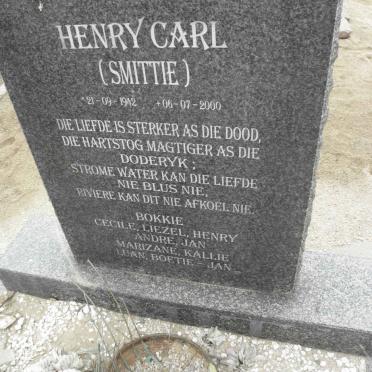 HENRY CARL
(SMITTIE)
* 21-09-1942 +06-07-2000
DIE LIEFDE IS STERKER AS DIE DOOD,
DIE HARTSTOG MAGTIGER AS DIE
DODERYK;
STROME WATER KAN DIE LIEFDE
NIE BLUS NIE,
RIVIERE KAN DIT NIE AFKOEL NIE.
BOKKIE
CECILE, LIEZEL, HENRY
ANDRE, JAN
MARIZANE, KALLIE
LUAN, BOETIE - JAN